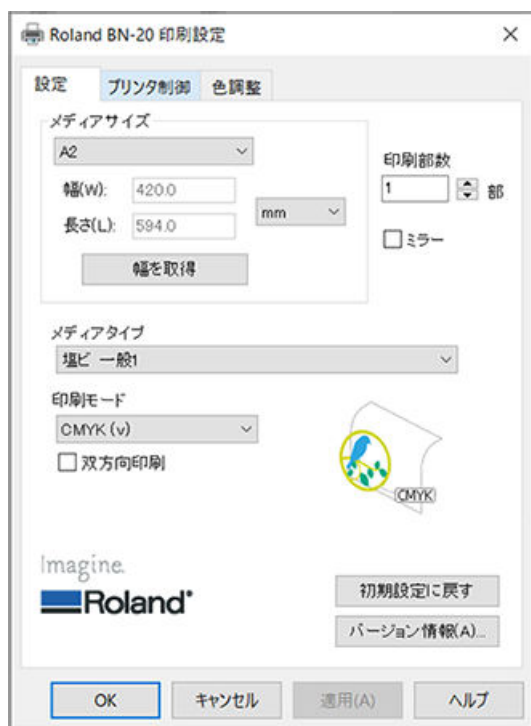 Roland BN-20 印刷設定
設定 プリンタ制御 色調整
メディアサイズ
A2
幅(W): 420.0
長さ(L): 594.0
mm
幅を取得
印刷部数
1 部
ミラー
メディアタイプ
塩ビ 一般1
印刷モード
CMYK (v)
双方向印刷
CMYK
Imagine.
Roland
初期設定に戻す
バージョン情報(A)...
OK キャンセル 適用(A) ヘルプ